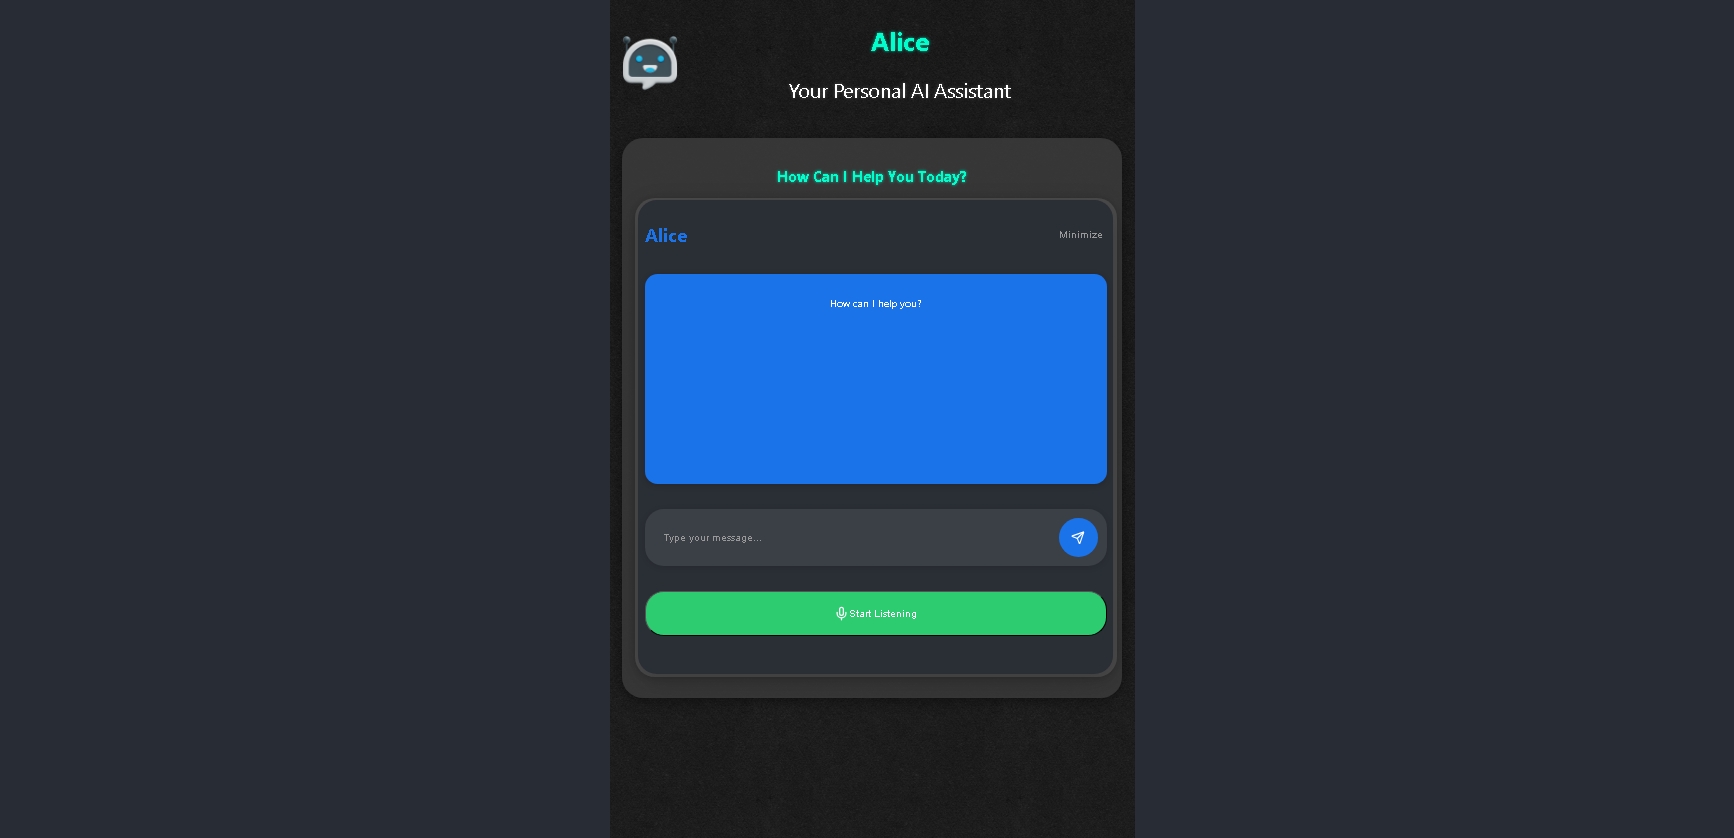 Alice
Your Personal AI Assistant
How Can I Help You Today?
Alice
Minimize
How can I help you?
Type your message...
Start Listening